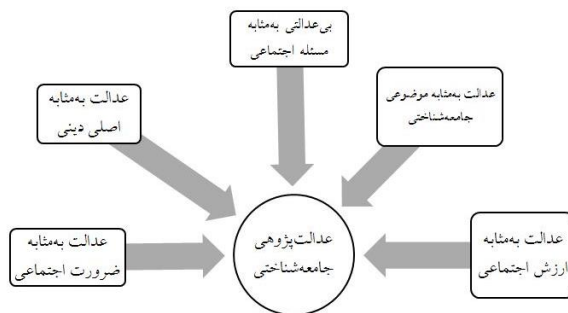 بی‌عدالتی به‌مثابه
مسئله اجتماعی
عدالت به‌مثابه موضوعی
جامعه‌شناختی
عدالت به‌مثابه
اصلی دینی
عدالت‌پژوهی
جامعه‌شناختی
عدالت به‌مثابه
ارزش اجتماعی
عدالت به‌مثابه
ضرورت اجتماعی